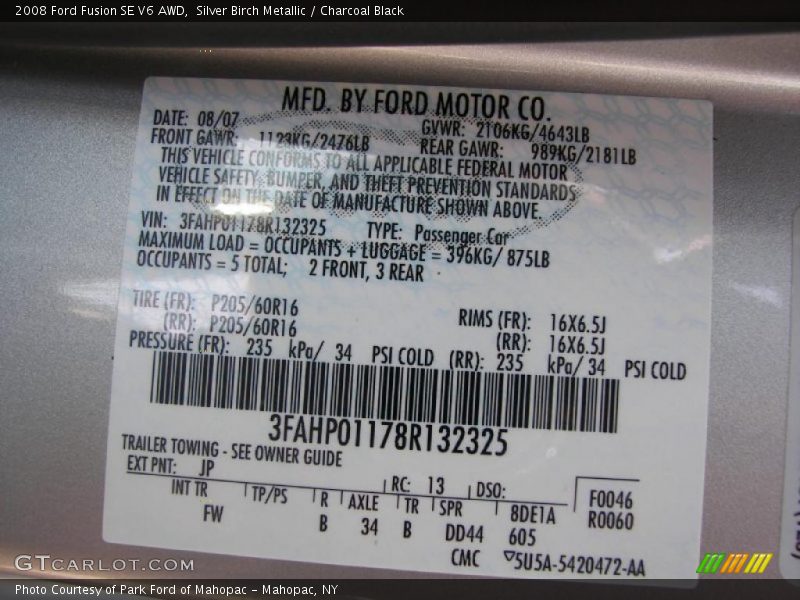 2008 Ford Fusion SE V6 AWD,  Silver Birch Metallic / Charcoal Black
MFD. BY FORD MOTOR CO.
DATE: 08/07 GVWR: 2106KG/4643LB
FRONT GAWR: 1123KG/2476LB REAR GAWR: 989KG/2181LB
THIS VEHICLE CONFORMS TO ALL APPLICABLE FEDERAL MOTOR
VEHICLE SAFETY, BUMPER, AND THEFT PREVENTION STANDARDS
IN EFFECT ON THE DATE OF MANUFACTURE SHOWN ABOVE.
VIN: 3FAHP01178R132325 TYPE: Passenger Car
MAXIMUM LOAD = OCCUPANTS + LUGGAGE = 396KG/ 875LB
OCCUPANTS = 5 TOTAL; 2 FRONT, 3 REAR
TIRE (FR): P205/60R16 RIMS (FR): 16X6.5J
(RR): P205/60R16 (RR): 16X6.5J
PRESSURE (FR): 235 kPa/ 34 PSI COLD (RR): 235 kPa/ 34 PSI COLD
3FAHP01178R132325
TRAILER TOWING - SEE OWNER GUIDE
EXT PNT: JP RC: 13 DSO: F0046
INT TR TP/PS R AXLE TR SPR 8DE1A R0060
FW B 34 B DD44 605
CMC ▽5U5A-5420472-AA
GTCarlot.com
Photo Courtesy of Park Ford of Mahopac - Mahopac, NY